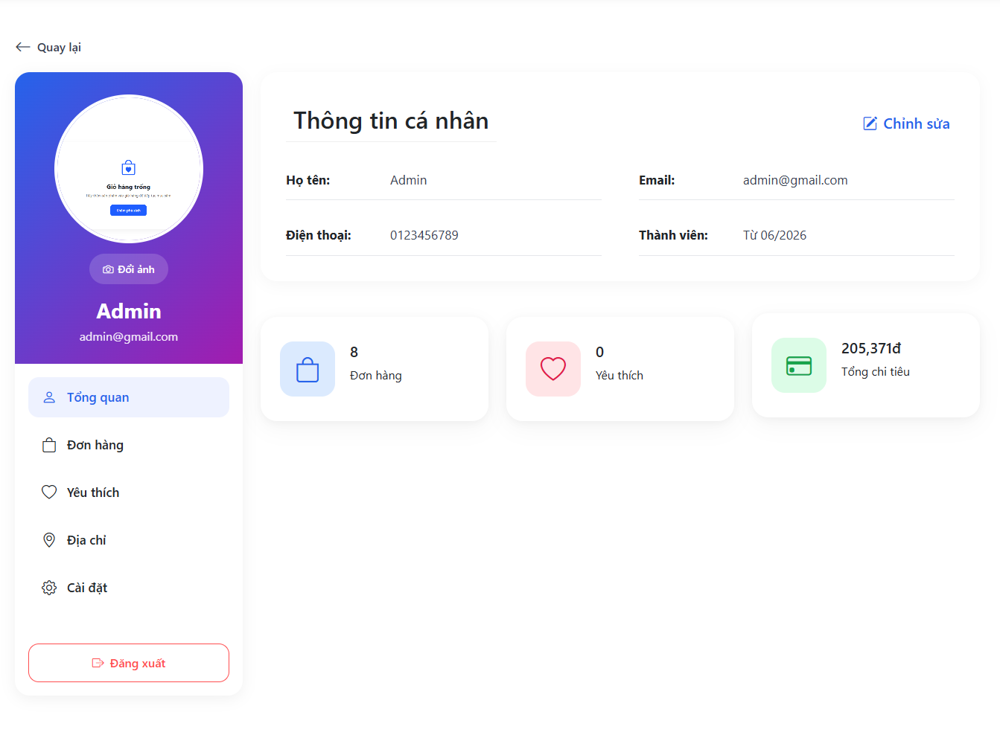 Quay lại
Giỏ hàng trống
Đổi ảnh
Admin
admin@gmail.com
Tổng quan
Đơn hàng
Yêu thích
Địa chỉ
Cài đặt
Đăng xuất
Thông tin cá nhân
Chỉnh sửa
Họ tên: Admin
Email: admin@gmail.com
Điện thoại: 0123456789
Thành viên: Từ 06/2026
8
Đơn hàng
0
Yêu thích
205,371đ
Tổng chi tiêu